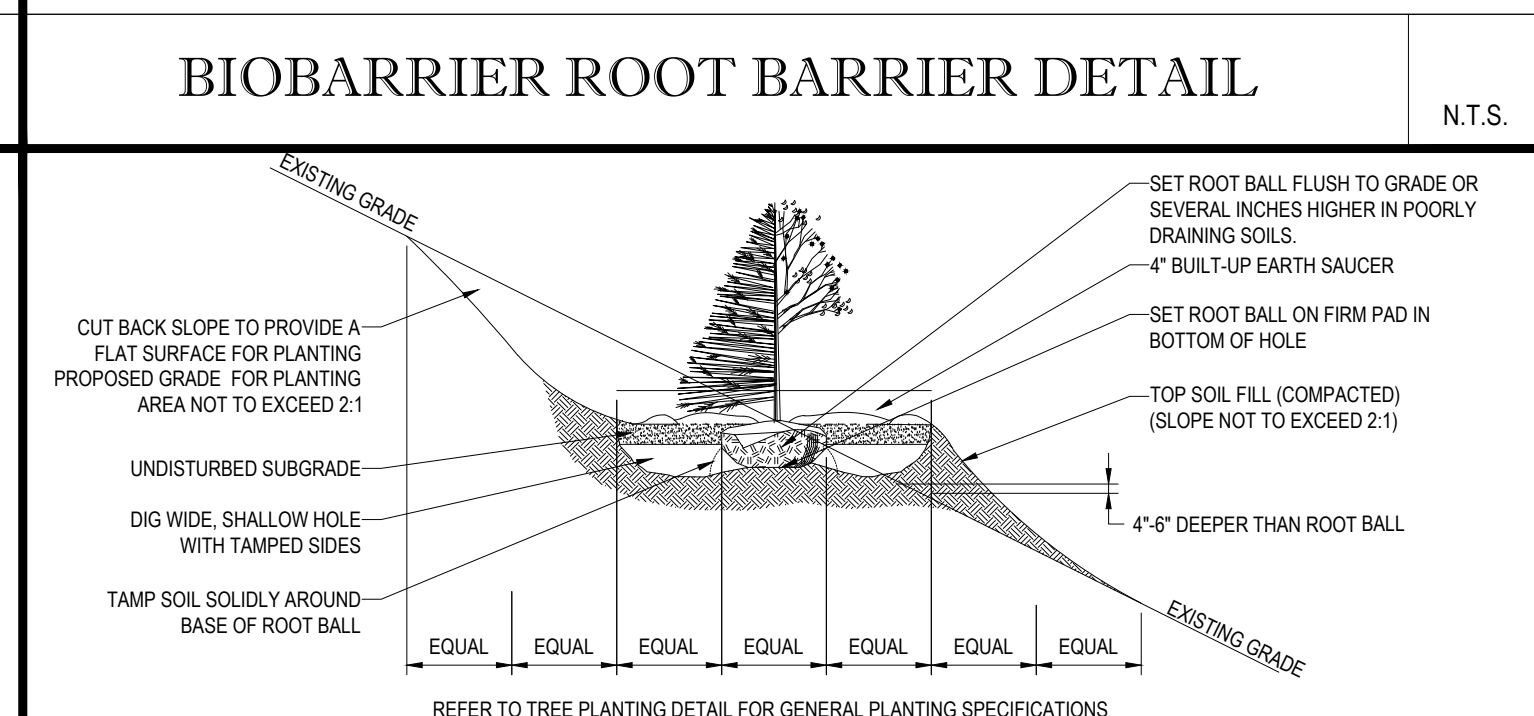 BIOBARRIER ROOT BARRIER DETAIL
N.T.S.
EXISTING GRADE
CUT BACK SLOPE TO PROVIDE A
FLAT SURFACE FOR PLANTING
PROPOSED GRADE FOR PLANTING
AREA NOT TO EXCEED 2:1
UNDISTURBED SUBGRADE
DIG WIDE, SHALLOW HOLE
WITH TAMPED SIDES
TAMP SOIL SOLIDLY AROUND
BASE OF ROOT BALL
SET ROOT BALL FLUSH TO GRADE OR
SEVERAL INCHES HIGHER IN POORLY
DRAINING SOILS.
4" BUILT-UP EARTH SAUCER
SET ROOT BALL ON FIRM PAD IN
BOTTOM OF HOLE
TOP SOIL FILL (COMPACTED)
(SLOPE NOT TO EXCEED 2:1)
4"-6" DEEPER THAN ROOT BALL
EXISTING GRADE
EQUAL EQUAL EQUAL EQUAL EQUAL EQUAL EQUAL
REFER TO TREE PLANTING DETAIL FOR GENERAL PLANTING SPECIFICATIONS